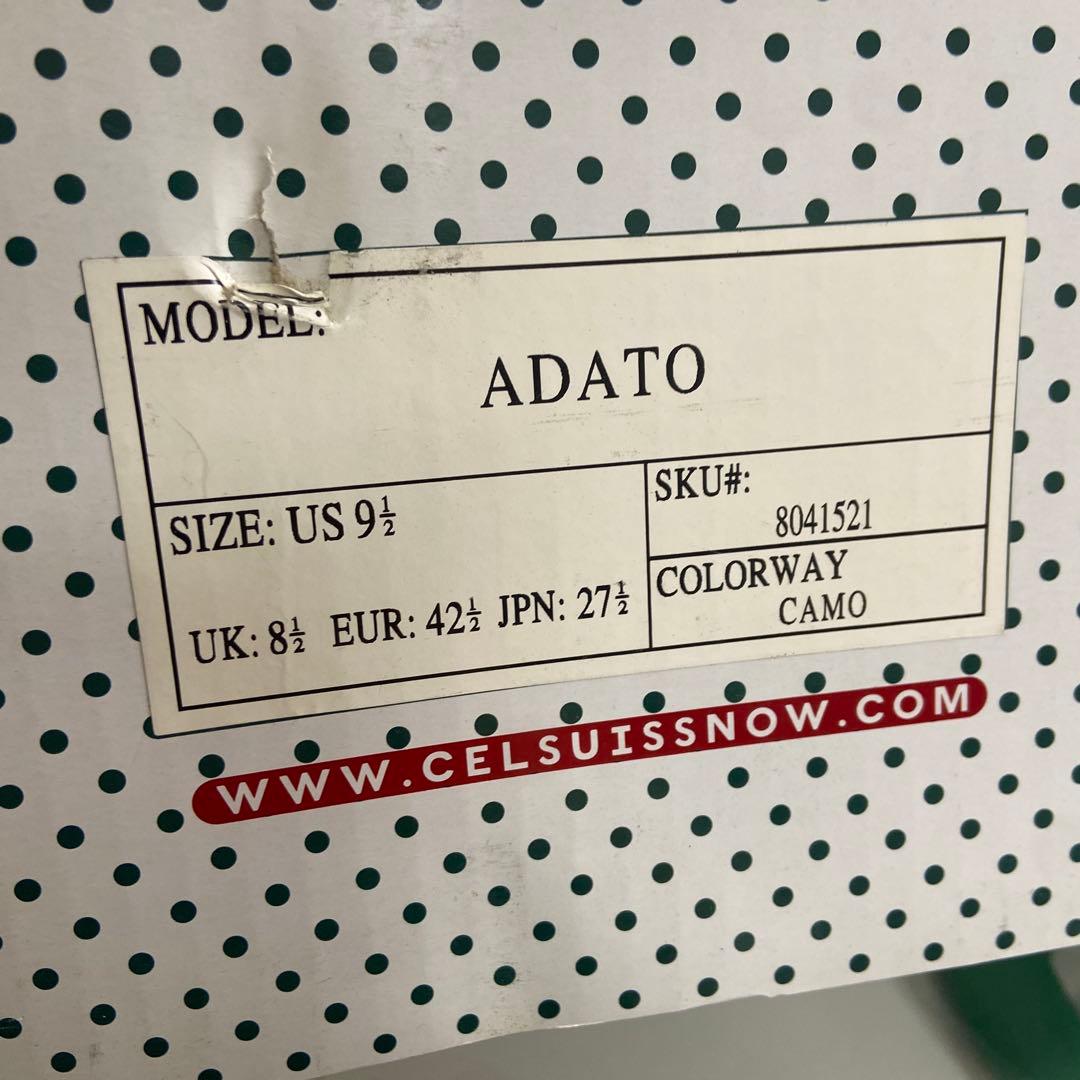 MODEL:
ADATO
SIZE: US 9½
UK: 8½ EUR: 42½ JPN: 27½
SKU#:
8041521
COLORWAY
CAMO
WWW.CELSUISSNOW.COM